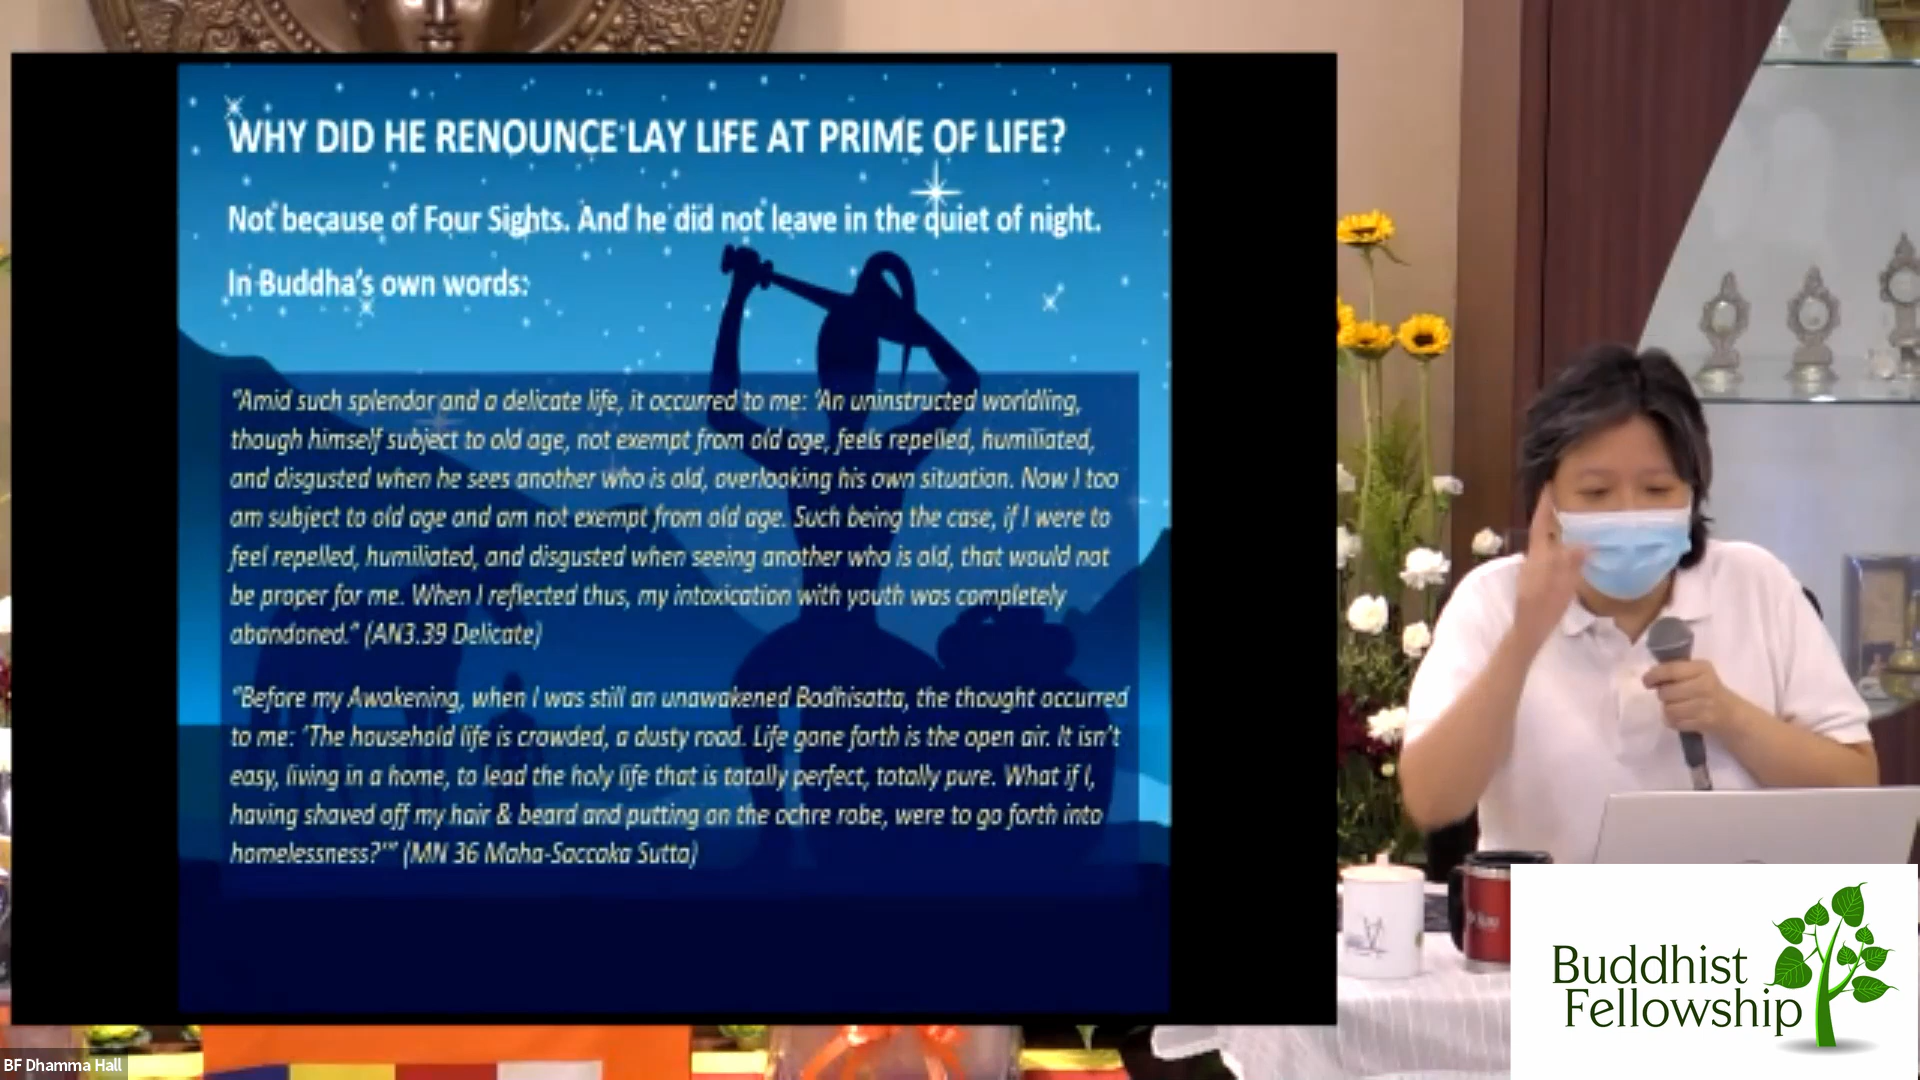 WHY DID HE RENOUNCE LAY LIFE AT PRIME OF LIFE?
Not because of Four Sights. And he did not leave in the quiet of night.
In Buddha's own words:
"Amid such splendor and a delicate life, it occurred to me: 'An uninstructed worldling,
though himself subject to old age, not exempt from old age, feels repelled, humiliated,
and disgusted when he sees another who is old, overlooking his own situation. Now I too
am subject to old age and am not exempt from old age. Such being the case, if I were to
feel repelled, humiliated, and disgusted when seeing another who is old, that would not
be proper for me. When I reflected thus, my intoxication with youth was completely
abandoned." (AN3.39 Delicate)
"Before my Awakening, when I was still an unawakened Bodhisatta, the thought occurred
to me: 'The household life is crowded, a dusty road. Life gone forth is the open air. It isn't
easy, living in a home, to lead the holy life that is totally perfect, totally pure. What if I,
having shaved off my hair & beard and putting on the ochre robe, were to go forth into
homelessness?'" (MN 36 Maha-Saccaka Sutta)
Buddhist
Fellowship
BF Dhamma Hall